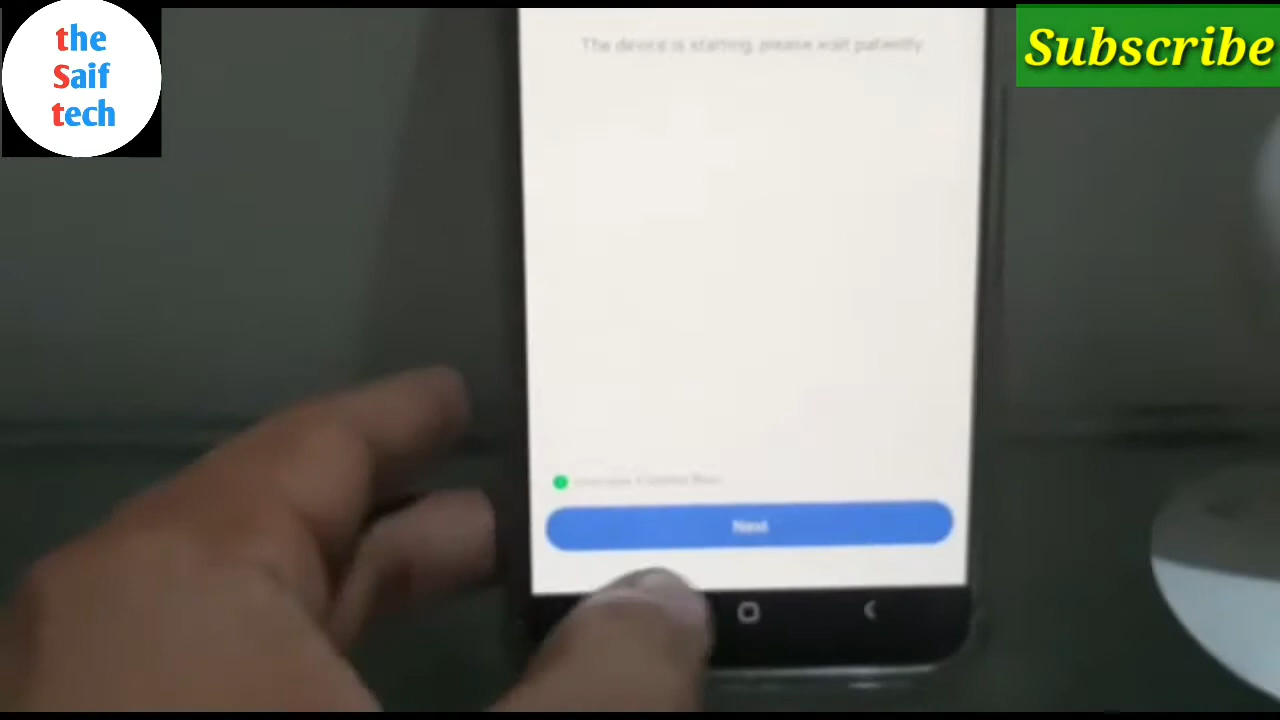 the
Saif
tech
Subscribe
The device is starting, please wait patiently
Next